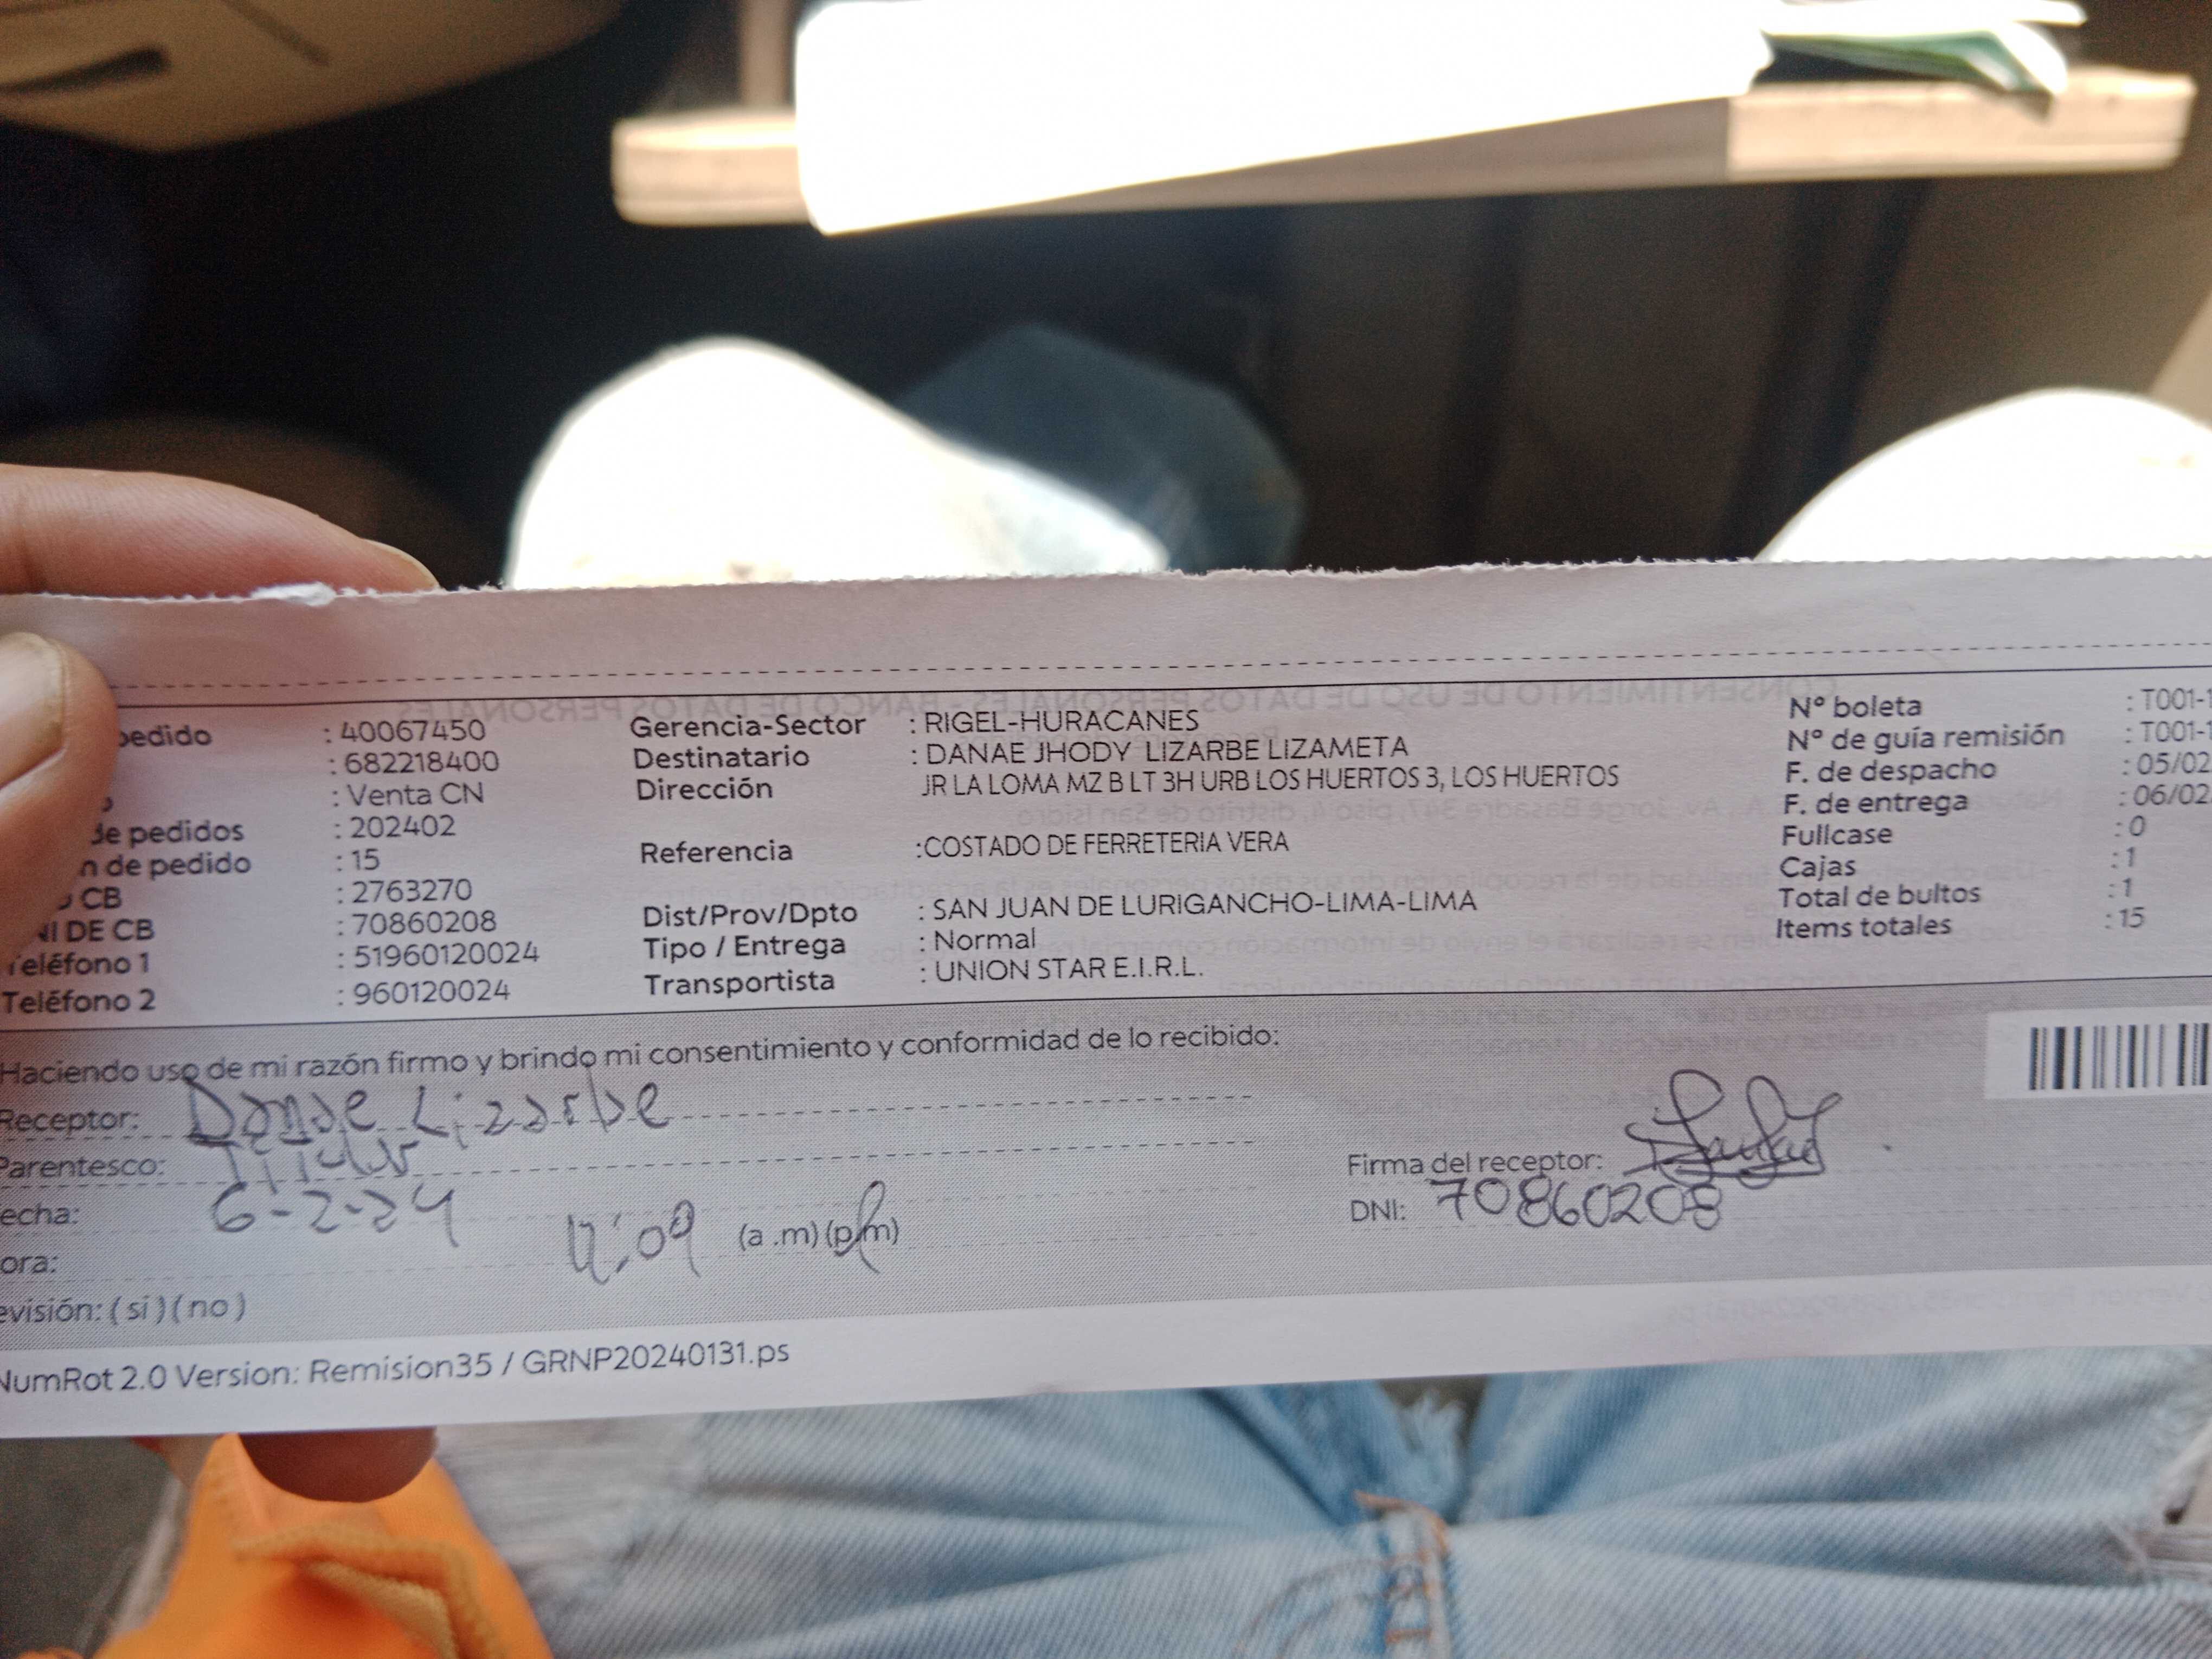 pedido : 40067450 Gerencia-Sector : RIGEL-HURACANES Nº boleta : T001-1
: 682218400 Destinatario : DANAE JHODY LIZARBE LIZAMETA Nº de guía remisión : T001-1
: Venta CN Dirección JR LA LOMA MZ B LT 3H URB LOS HUERTOS 3, LOS HUERTOS F. de despacho : 05/02
de pedidos : 202402 F. de entrega : 06/02
n de pedido : 15 Referencia :COSTADO DE FERRETERIA VERA Fullcase : 0
CB : 2763270 Cajas : 1
NI DE CB : 70860208 Dist/Prov/Dpto : SAN JUAN DE LURIGANCHO-LIMA-LIMA Total de bultos : 1
Teléfono 1 : 51960120024 Tipo / Entrega : Normal Items totales : 15
Teléfono 2 : 960120024 Transportista : UNION STAR E.I.R.L.
Haciendo uso de mi razón firmo y brindo mi consentimiento y conformidad de lo recibido:
Receptor: Danae Lizarbe
Parentesco: Titular Firma del receptor:
echa: 6-2-24 DNI: 70860208
ora: :09 (a .m) (p.m)
evisión: ( si ) ( no )
NumRot 2.0 Version: Remision35 / GRNP20240131.ps